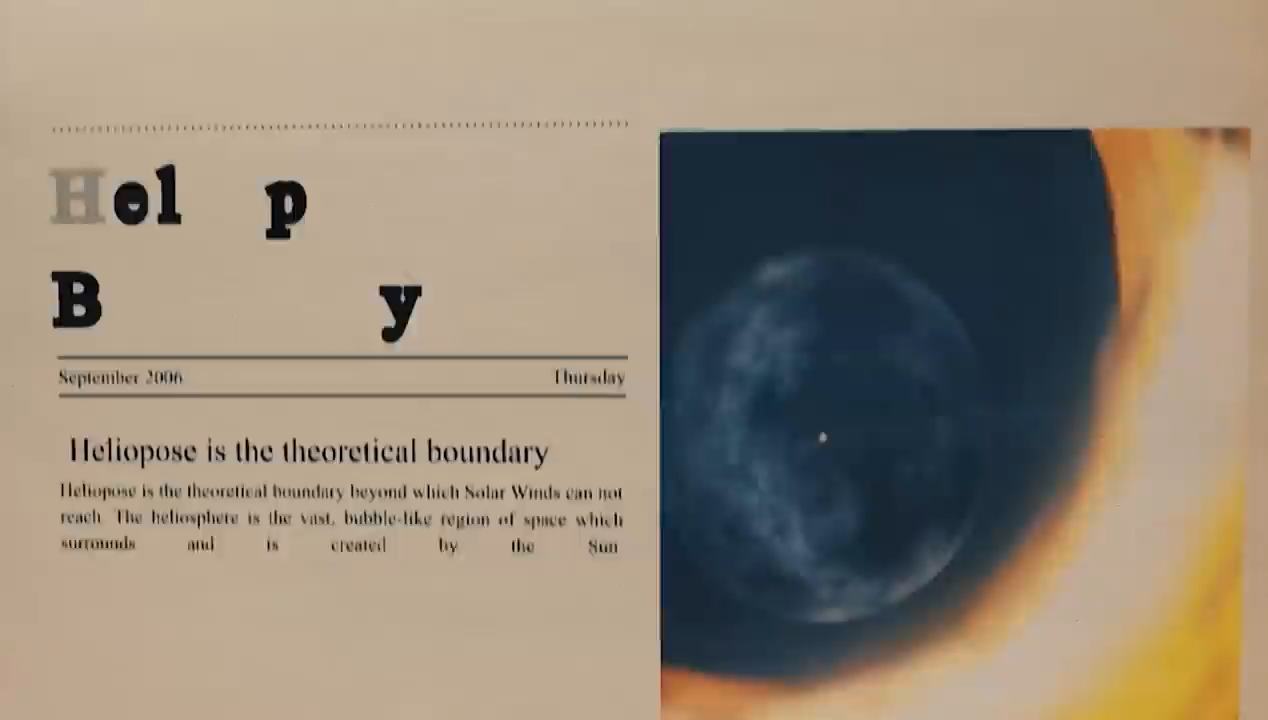 Hel p
B y
September 2006 Thursday
Heliopose is the theoretical boundary
Heliopose is the theoretical boundary beyond which Solar Winds can not
reach. The heliosphere is the vast, bubble-like region of space which
surrounds and is created by the Sun